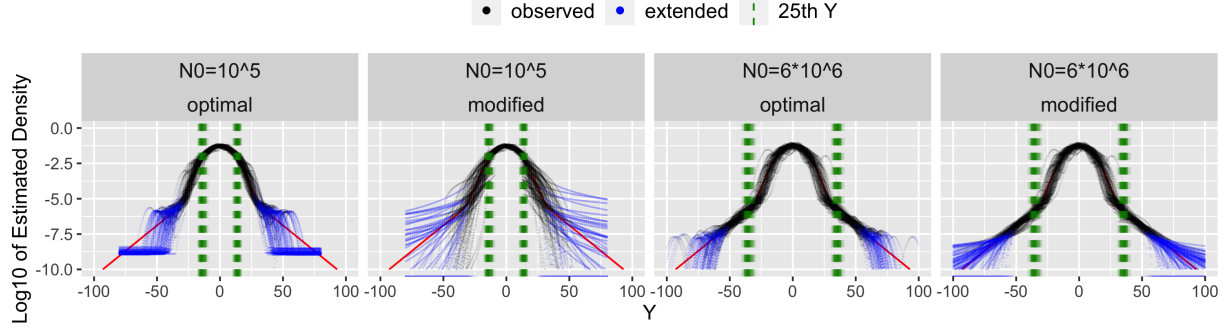 observed extended 25th Y
N0=10^5 N0=10^5 N0=6*10^6 N0=6*10^6
optimal modified optimal modified
Log10 of Estimated Density
0.0
-2.5
-5.0
-7.5
-10.0
-100 -50 0 50 100 -100 -50 0 50 100 -100 -50 0 50 100 -100 -50 0 50 100
Y